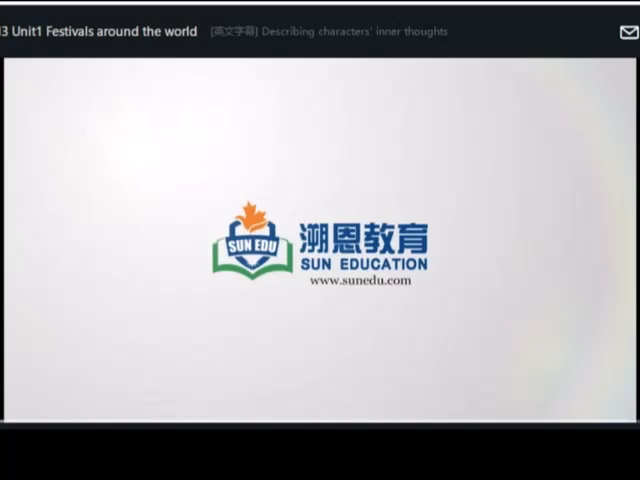 3 Unit1 Festivals around the world [英文字幕] Describing characters' inner thoughts
SUN EDU
溯恩教育
SUN EDUCATION
www.sunedu.com